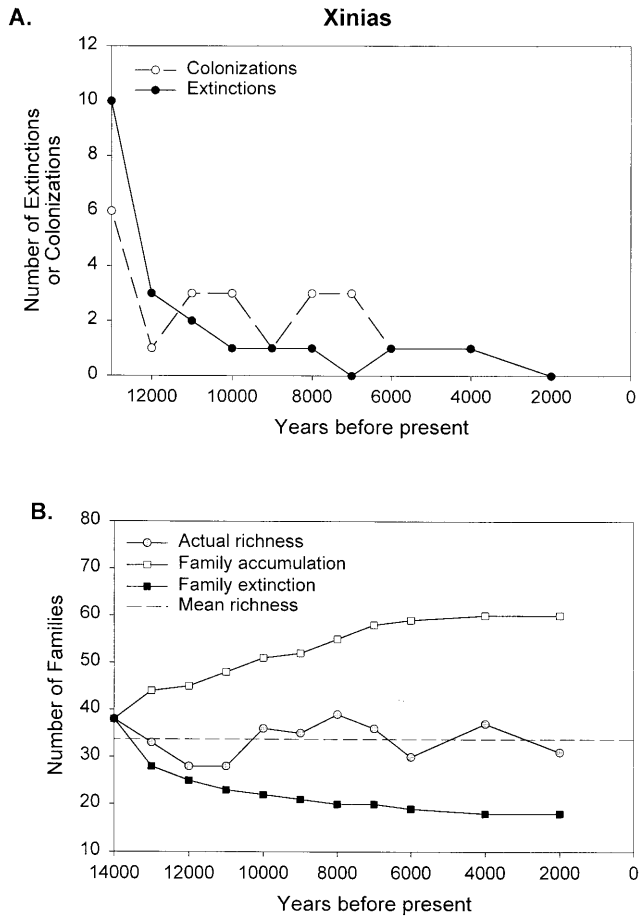 A.
Xinias
12
10
8
6
4
2
0
Colonizations
Extinctions
Number of Extinctions
or Colonizations
12000 10000 8000 6000 4000 2000 0
Years before present
B.
80
70
60
50
40
30
20
10
Actual richness
Family accumulation
Family extinction
Mean richness
Number of Families
14000 12000 10000 8000 6000 4000 2000 0
Years before present